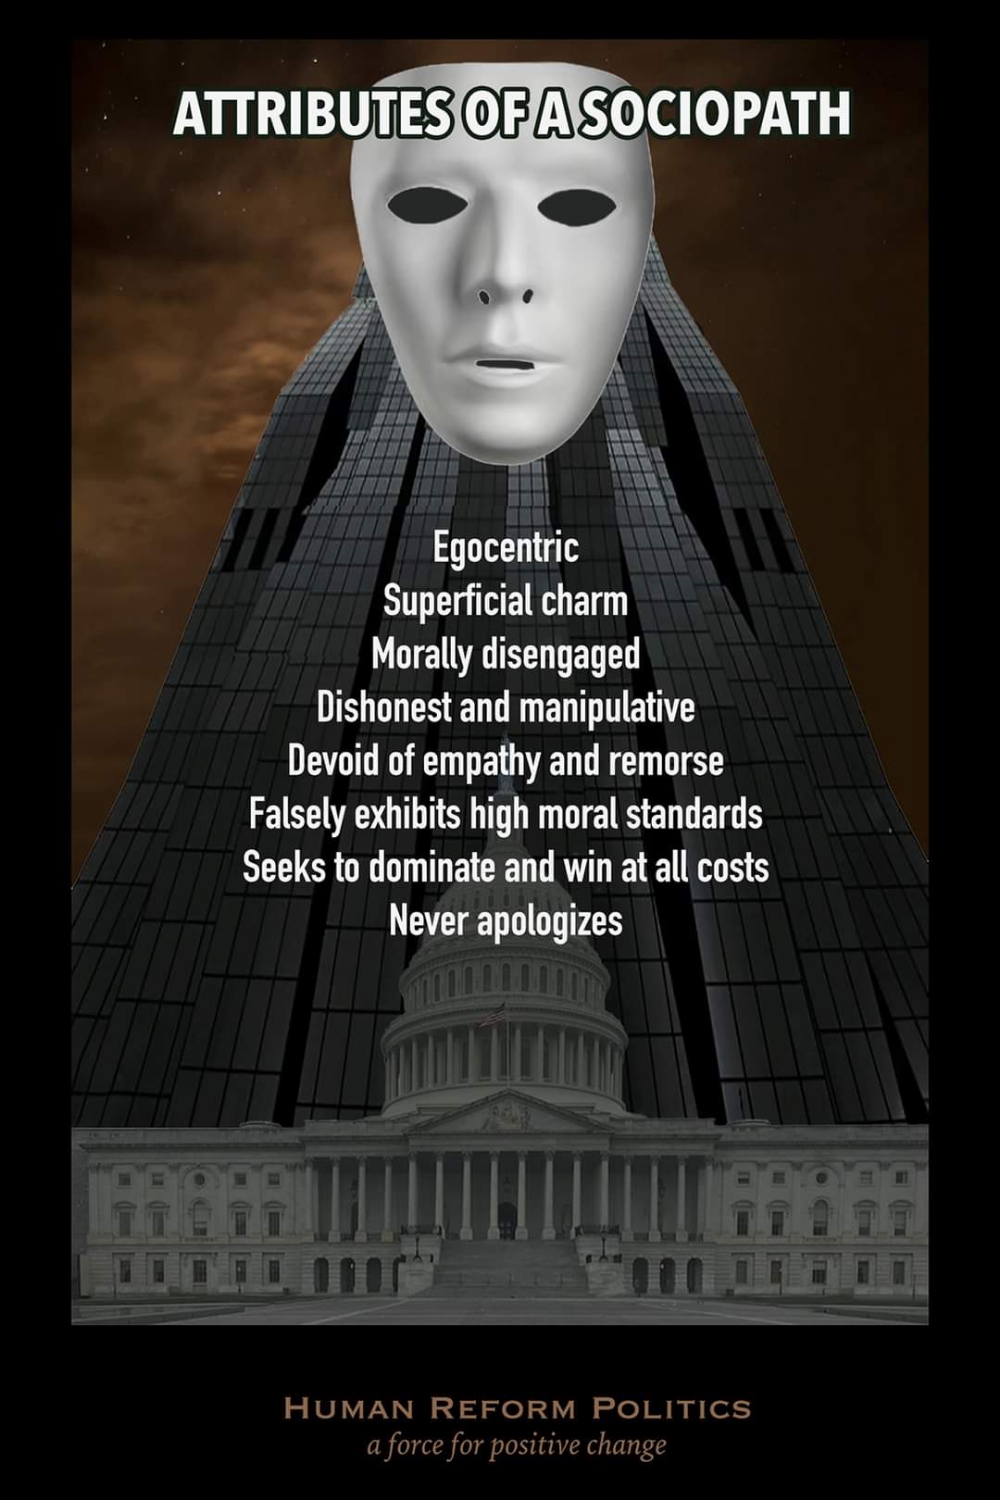 ATTRIBUTES OF A SOCIOPATH
Egocentric
Superficial charm
Morally disengaged
Dishonest and manipulative
Devoid of empathy and remorse
Falsely exhibits high moral standards
Seeks to dominate and win at all costs
Never apologizes
HUMAN REFORM POLITICS
a force for positive change